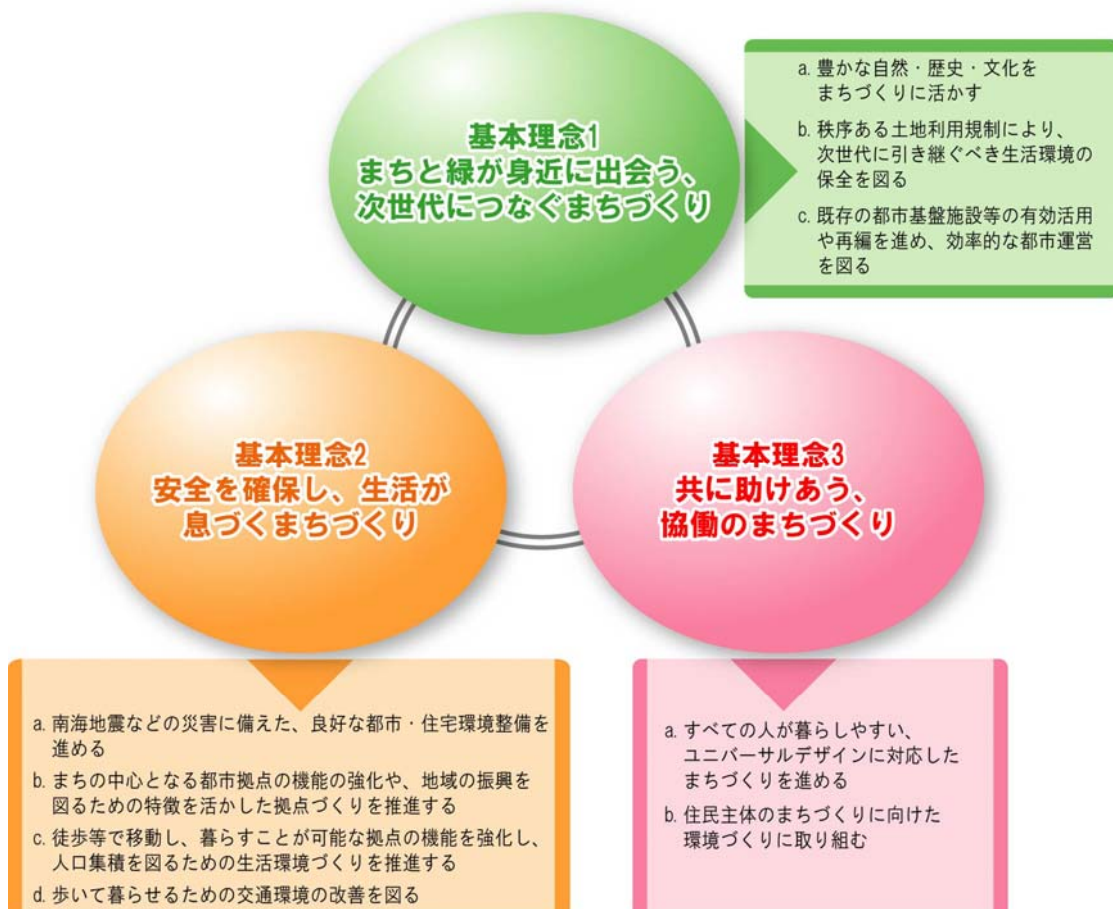 基本理念1
まちと緑が身近に出会う、
次世代につなぐまちづくり
a. 豊かな自然・歴史・文化を
まちづくりに活かす
b. 秩序ある土地利用規制により、
次世代に引き継ぐべき生活環境の
保全を図る
c. 既存の都市基盤施設等の有効活用
や再編を進め、効率的な都市運営
を図る
基本理念2
安全を確保し、生活が
息づくまちづくり
a. 南海地震などの災害に備えた、良好な都市・住宅環境整備を
進める
b. まちの中心となる都市拠点の機能の強化や、地域の振興を
図るための特徴を活かした拠点づくりを推進する
c. 徒歩等で移動し、暮らすことが可能な拠点の機能を強化し、
人口集積を図るための生活環境づくりを推進する
d. 歩いて暮らせるための交通環境の改善を図る
基本理念3
共に助けあう、
協働のまちづくり
a. すべての人が暮らしやすい、
ユニバーサルデザインに対応した
まちづくりを進める
b. 住民主体のまちづくりに向けた
環境づくりに取り組む